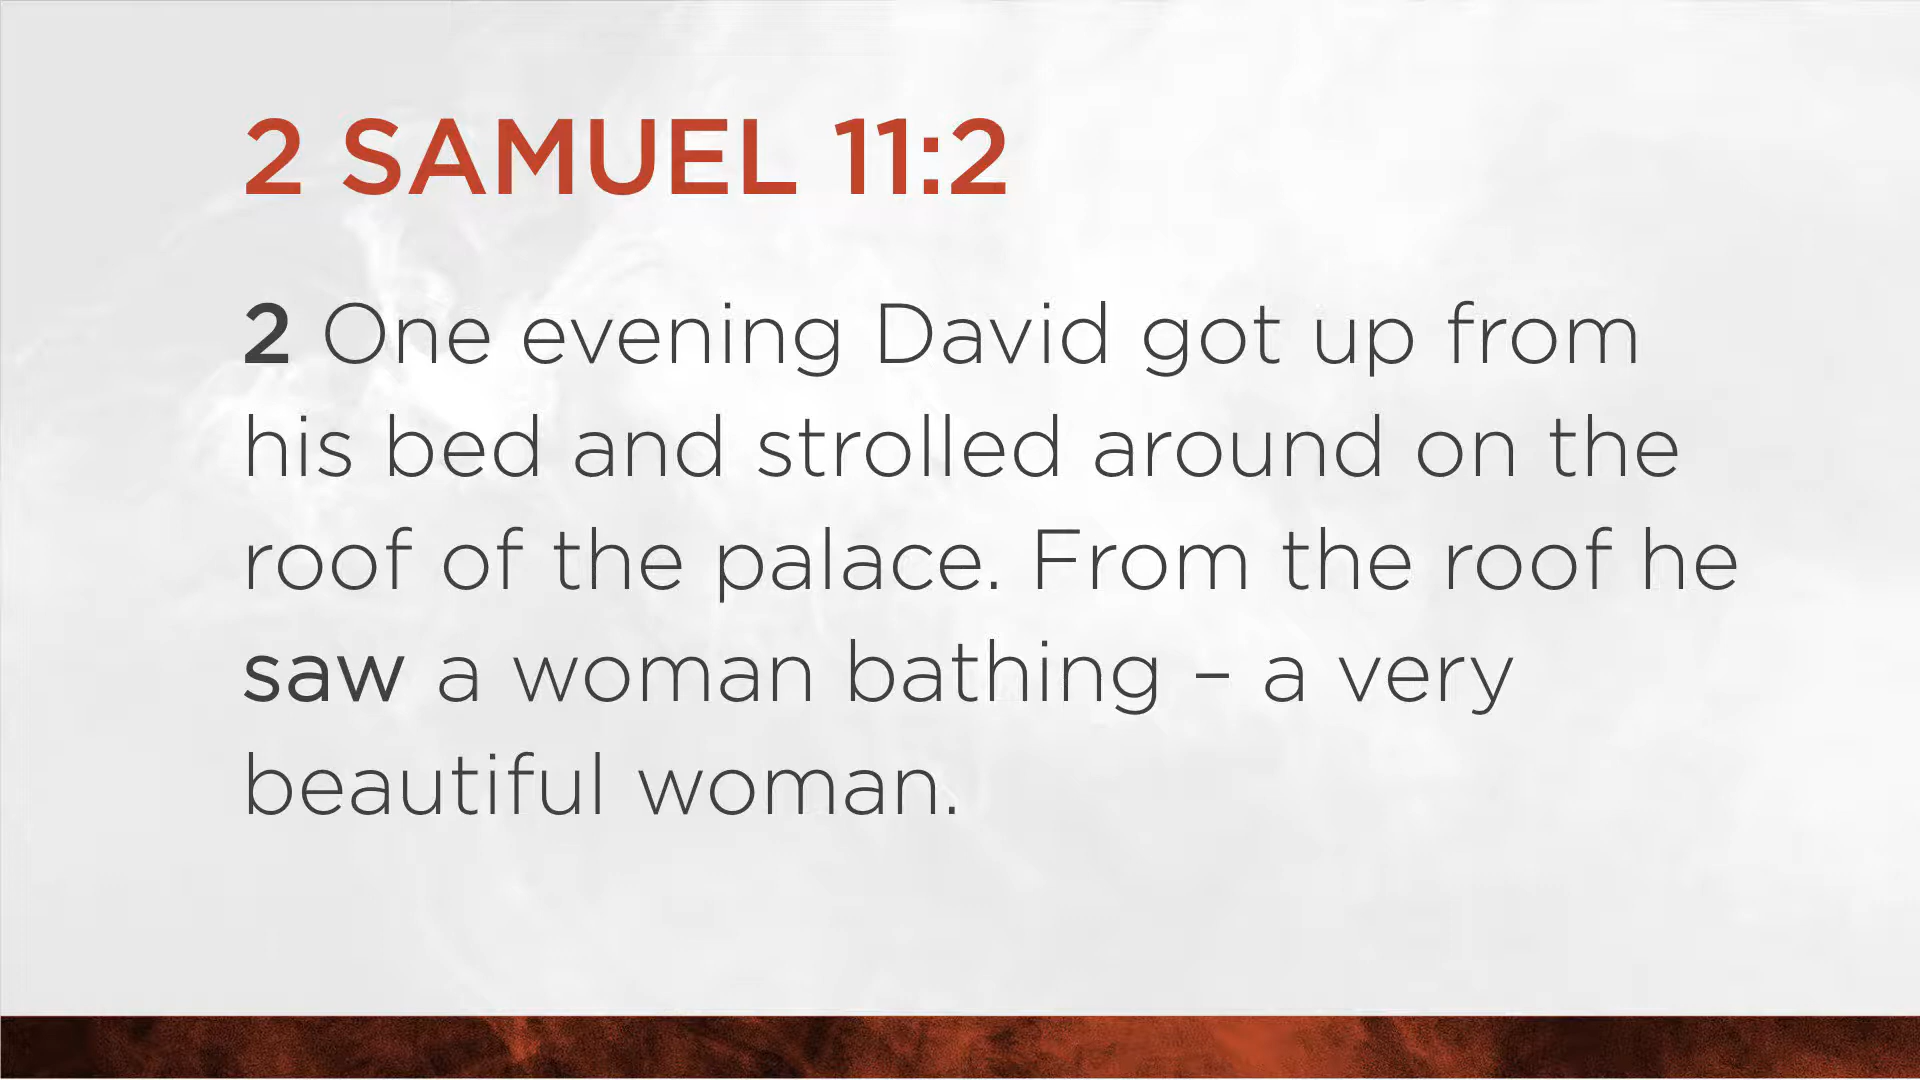 2 SAMUEL 11:2
2 One evening David got up from
his bed and strolled around on the
roof of the palace. From the roof he
saw a woman bathing – a very
beautiful woman.